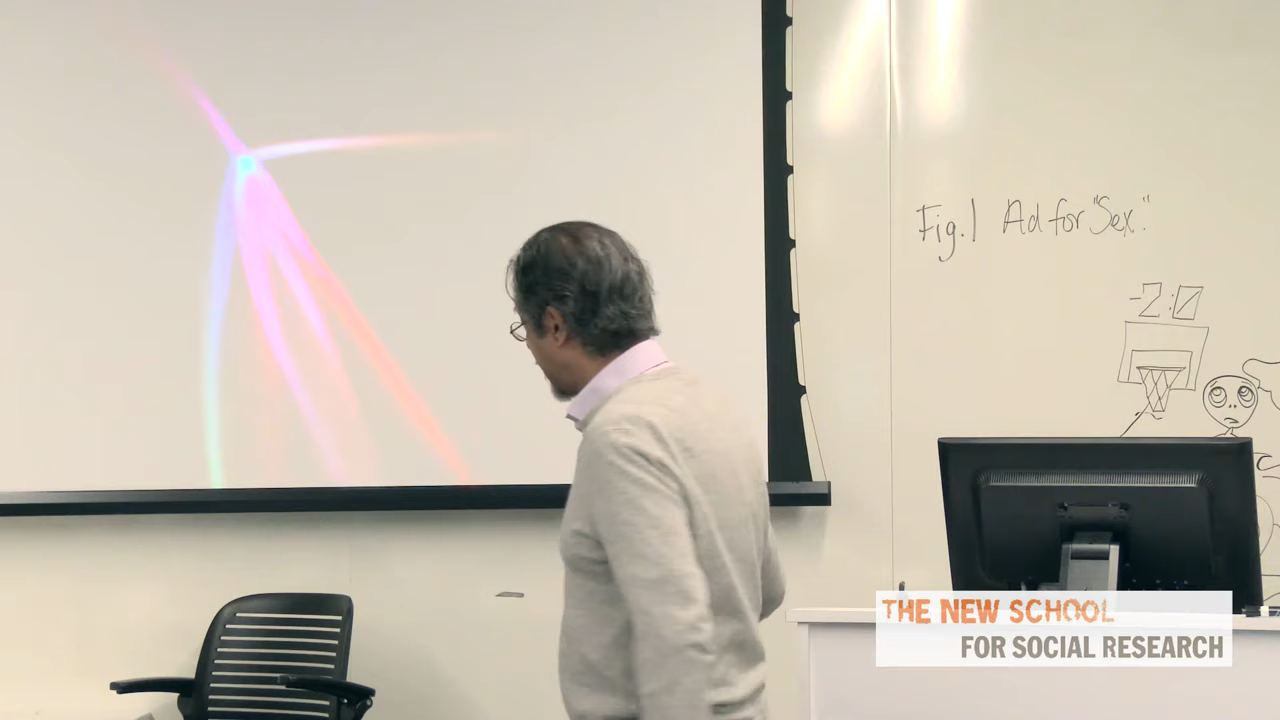 Fig.1 Ad for "Sex."
-2:0
THE NEW SCHOOL
FOR SOCIAL RESEARCH